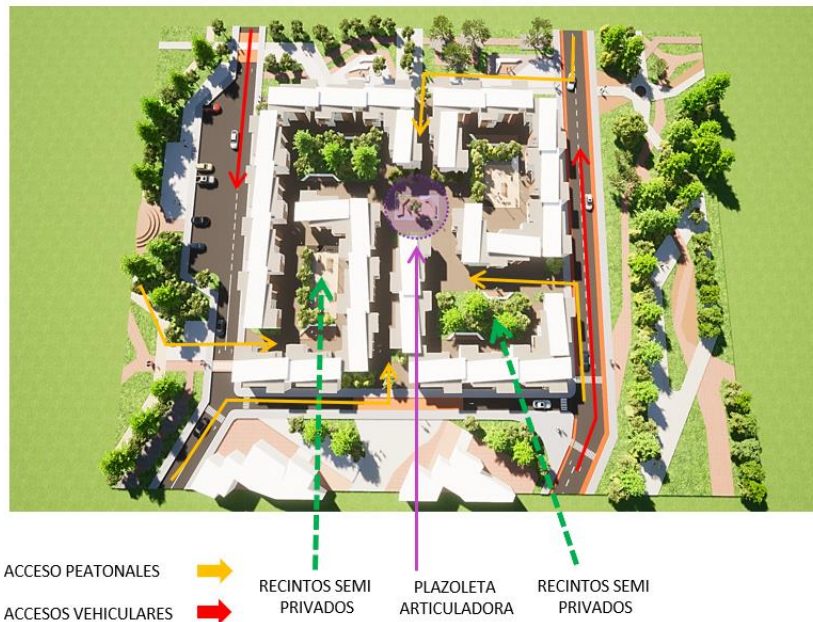 ACCESO PEATONALES
ACCESOS VEHICULARES
RECINTOS SEMI
PRIVADOS
PLAZOLETA
ARTICULADORA
RECINTOS SEMI
PRIVADOS